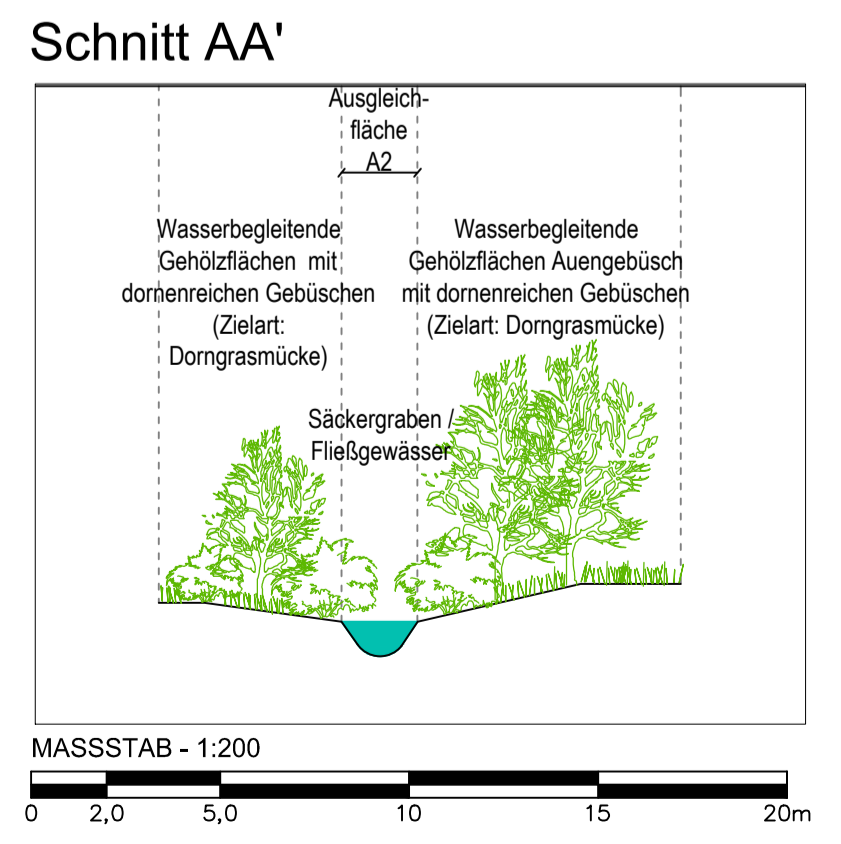 Schnitt AA'
Ausgleich-
fläche
A2
Wasserbegleitende
Gehölzflächen mit
dornenreichen Gebüschen
(Zielart:
Dorngrasmücke)
Wasserbegleitende
Gehölzflächen Auengebüsch
mit dornenreichen Gebüschen
(Zielart: Dorngrasmücke)
Säckergraben /
Fließgewässer
MASSSTAB - 1:200
0 2,0 5,0 10 15 20m